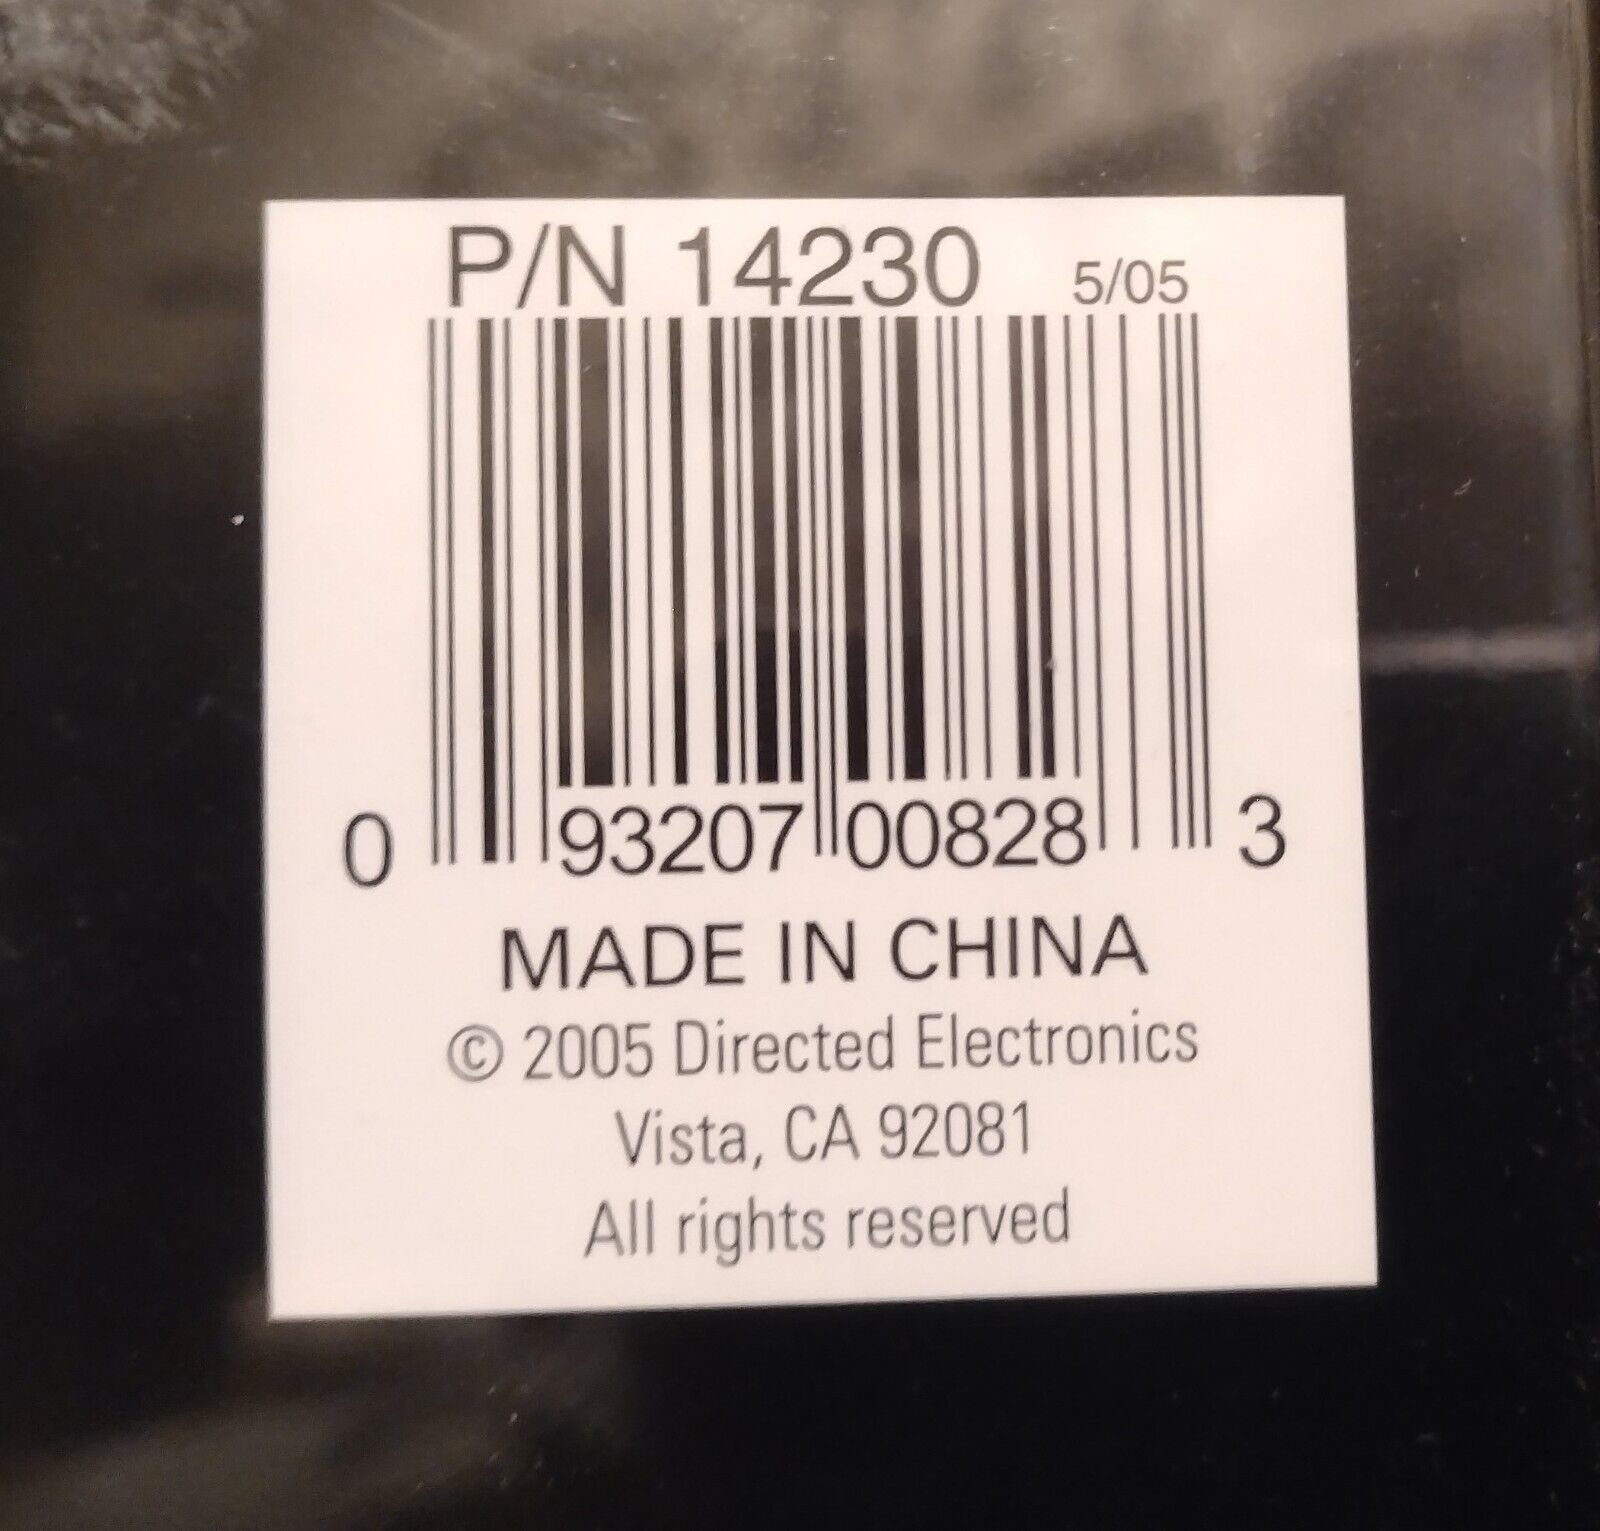 P/N 14230 5/05
0 93207 00828 3
MADE IN CHINA
© 2005 Directed Electronics
Vista, CA 92081
All rights reserved